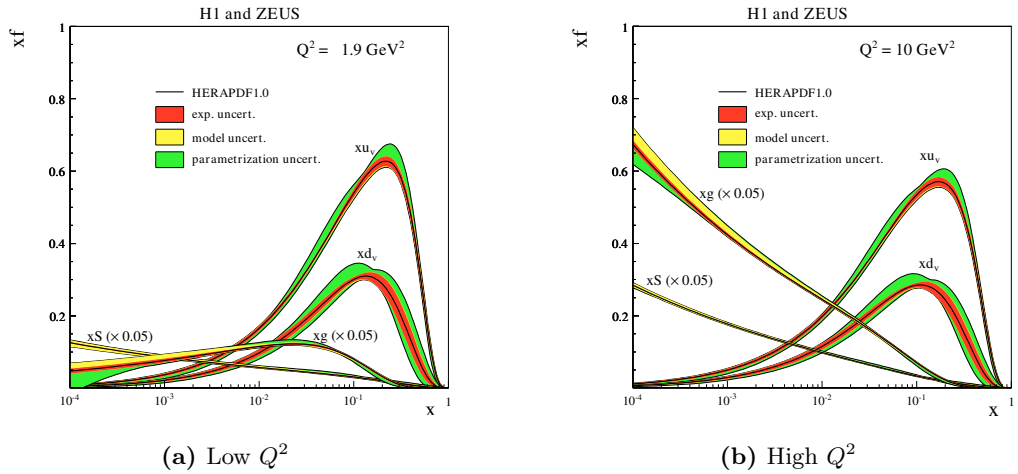 H1 and ZEUS
xf
1
0.8
0.6
0.4
0.2
Q² = 1.9 GeV²
HERAPDF1.0
exp. uncert.
model uncert.
parametrization uncert.
xuᵥ
xdᵥ
xS (× 0.05)
xg (× 0.05)
10⁻⁴
10⁻³
10⁻²
10⁻¹
1
x
(a) Low Q²
H1 and ZEUS
xf
1
0.8
0.6
0.4
0.2
Q² = 10 GeV²
HERAPDF1.0
exp. uncert.
model uncert.
parametrization uncert.
xuᵥ
xg (× 0.05)
xdᵥ
xS (× 0.05)
10⁻⁴
10⁻³
10⁻²
10⁻¹
1
x
(b) High Q²